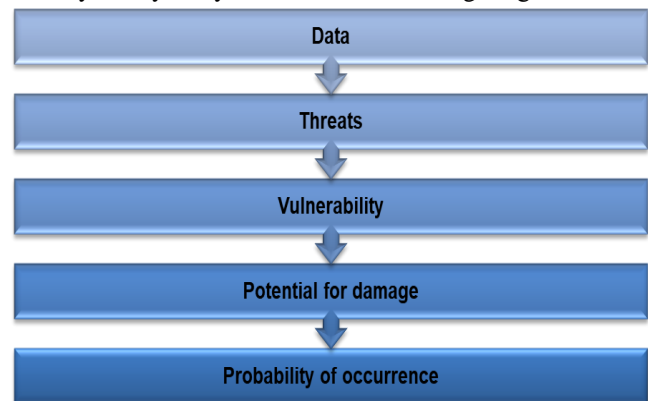 Data
Threats
Vulnerability
Potential for damage
Probability of occurrence